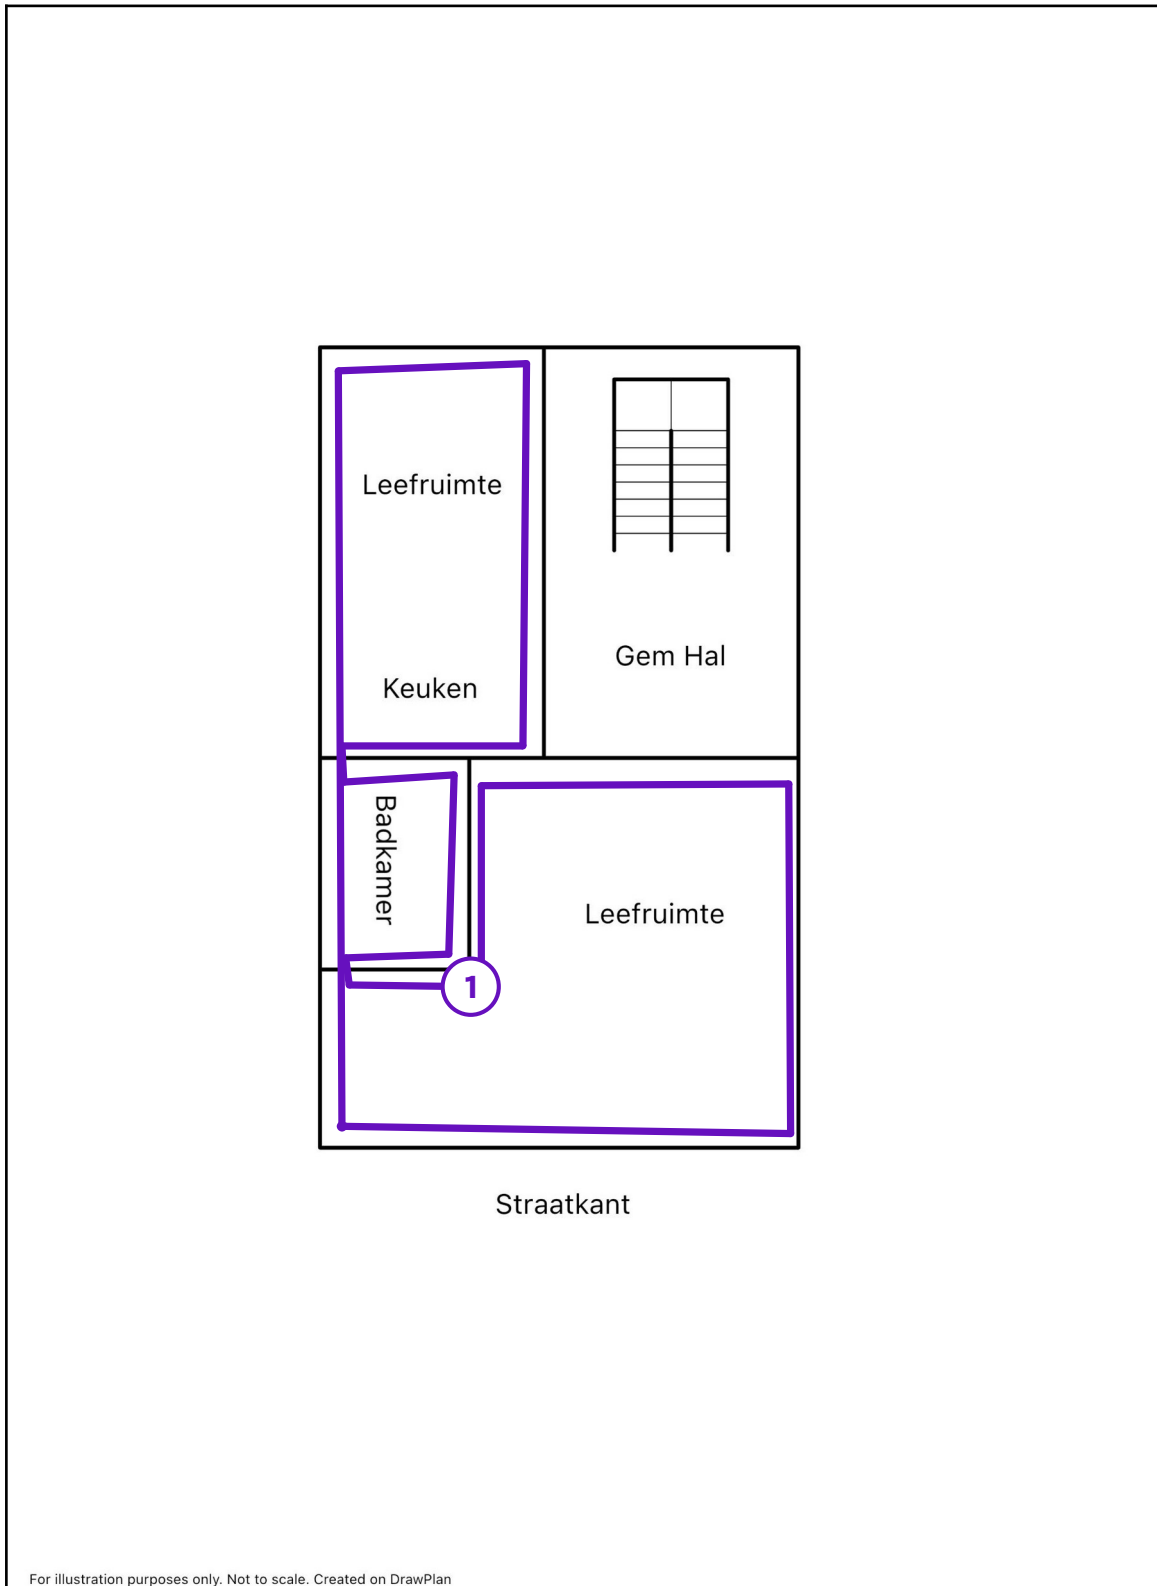 Leefruimte
Keuken
Gem Hal
Badkamer
Leefruimte
1
Straatkant
For illustration purposes only. Not to scale. Created on DrawPlan